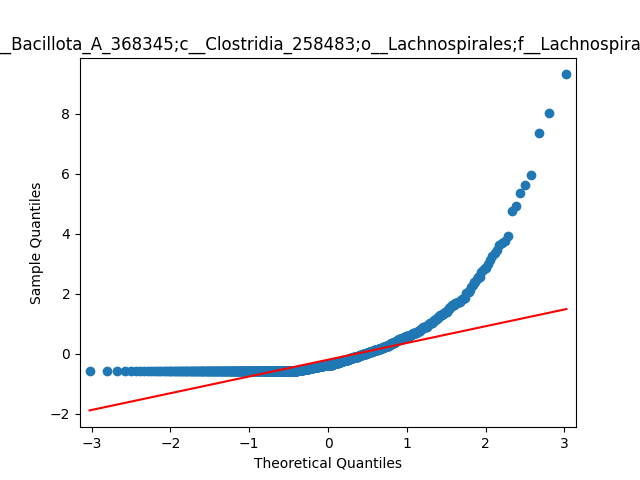 _Bacillota_A_368345;c__Clostridia_258483;o__Lachnospirales;f__Lachnospira
8
6
4
2
0
−2
Sample Quantiles
−3 −2 −1 0 1 2 3
Theoretical Quantiles